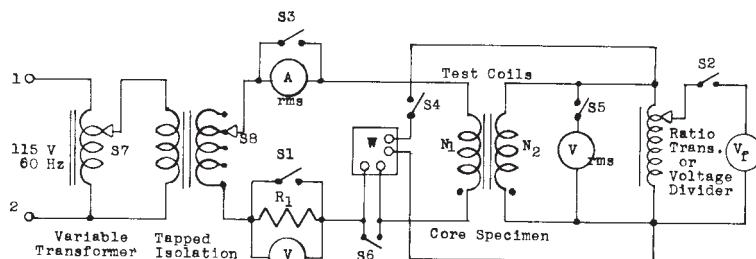 S3
A
rms
1
115 V
60 Hz
S7
S8
2
Variable
Transformer
Tapped
Isolation
S1
R1
V
W
S6
S4
Test Coils
N1
N2
Core Specimen
S5
V
rms
S2
Ratio
Trans.
or
Voltage
Divider
Vf